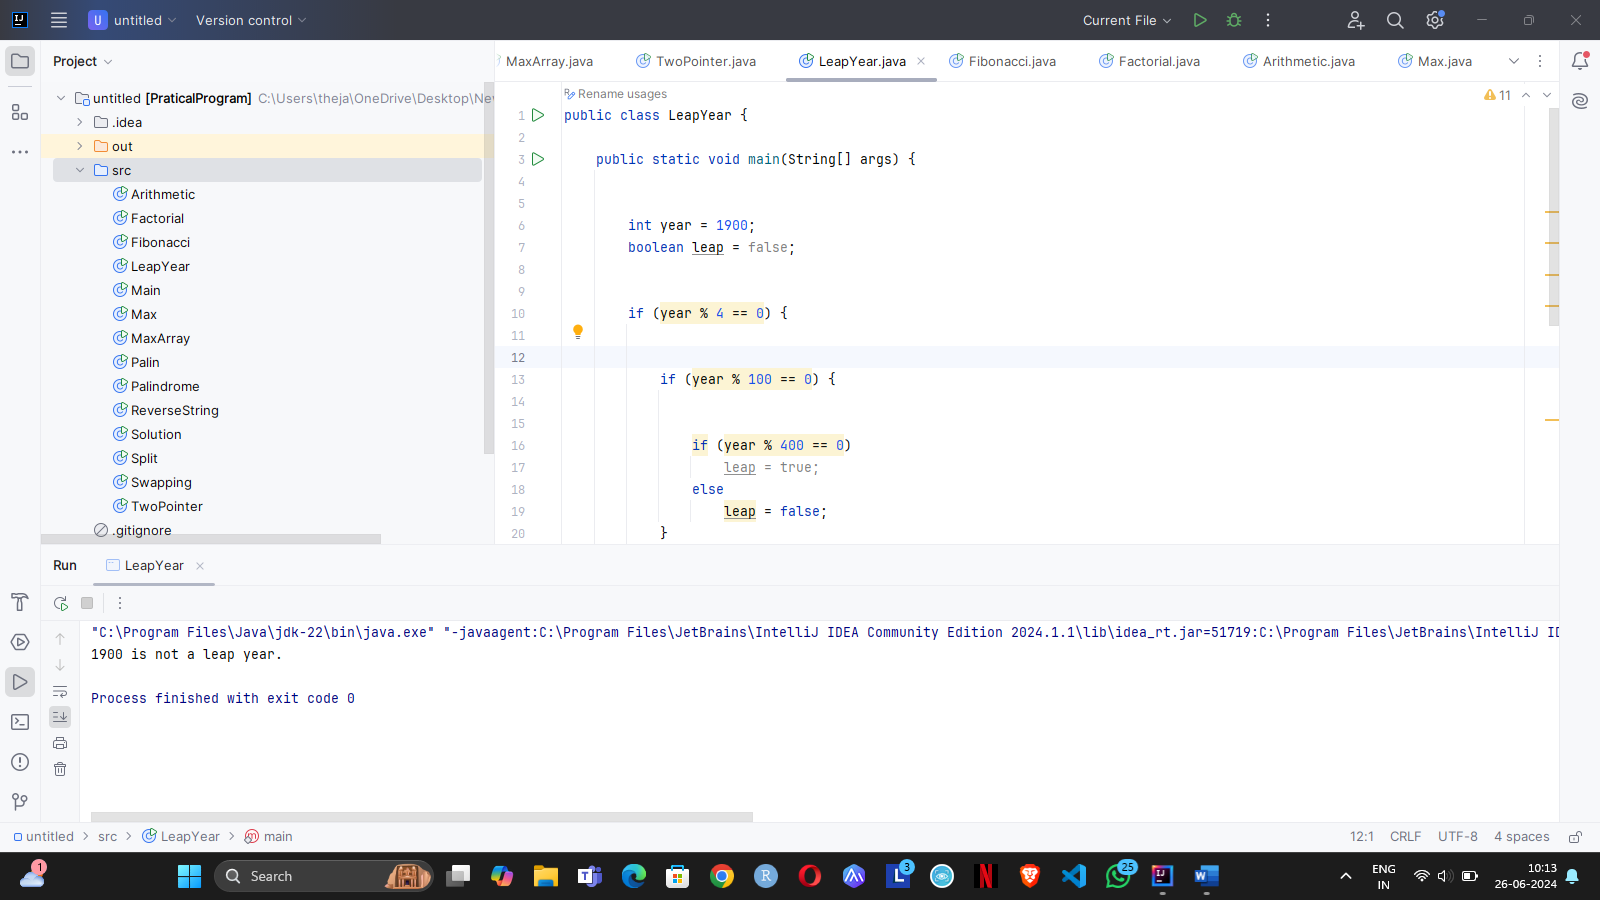 untitled
Version control
Current File
Project
MaxArray.java
TwoPointer.java
LeapYear.java
Fibonacci.java
Factorial.java
Arithmetic.java
Max.java
untitled [PraticalProgram] C:\Users\theja\OneDrive\Desktop\Ne
.idea
out
src
Arithmetic
Factorial
Fibonacci
LeapYear
Main
Max
MaxArray
Palin
Palindrome
ReverseString
Solution
Split
Swapping
TwoPointer
.gitignore
Rename usages
11
1 public class LeapYear {
2
3 public static void main(String[] args) {
4
5
6 int year = 1900;
7 boolean leap = false;
8
9
10 if (year % 4 == 0) {
11
12
13 if (year % 100 == 0) {
14
15
16 if (year % 400 == 0)
17 leap = true;
18 else
19 leap = false;
20 }
Run
LeapYear
"C:\Program Files\Java\jdk-22\bin\java.exe" "-javaagent:C:\Program Files\JetBrains\IntelliJ IDEA Community Edition 2024.1.1\lib\idea_rt.jar=51719:C:\Program Files\JetBrains\IntelliJ ID
1900 is not a leap year.
Process finished with exit code 0
untitled > src > LeapYear > main
12:1 CRLF UTF-8 4 spaces
1
Search
3
25
ENG
IN
10:13
26-06-2024